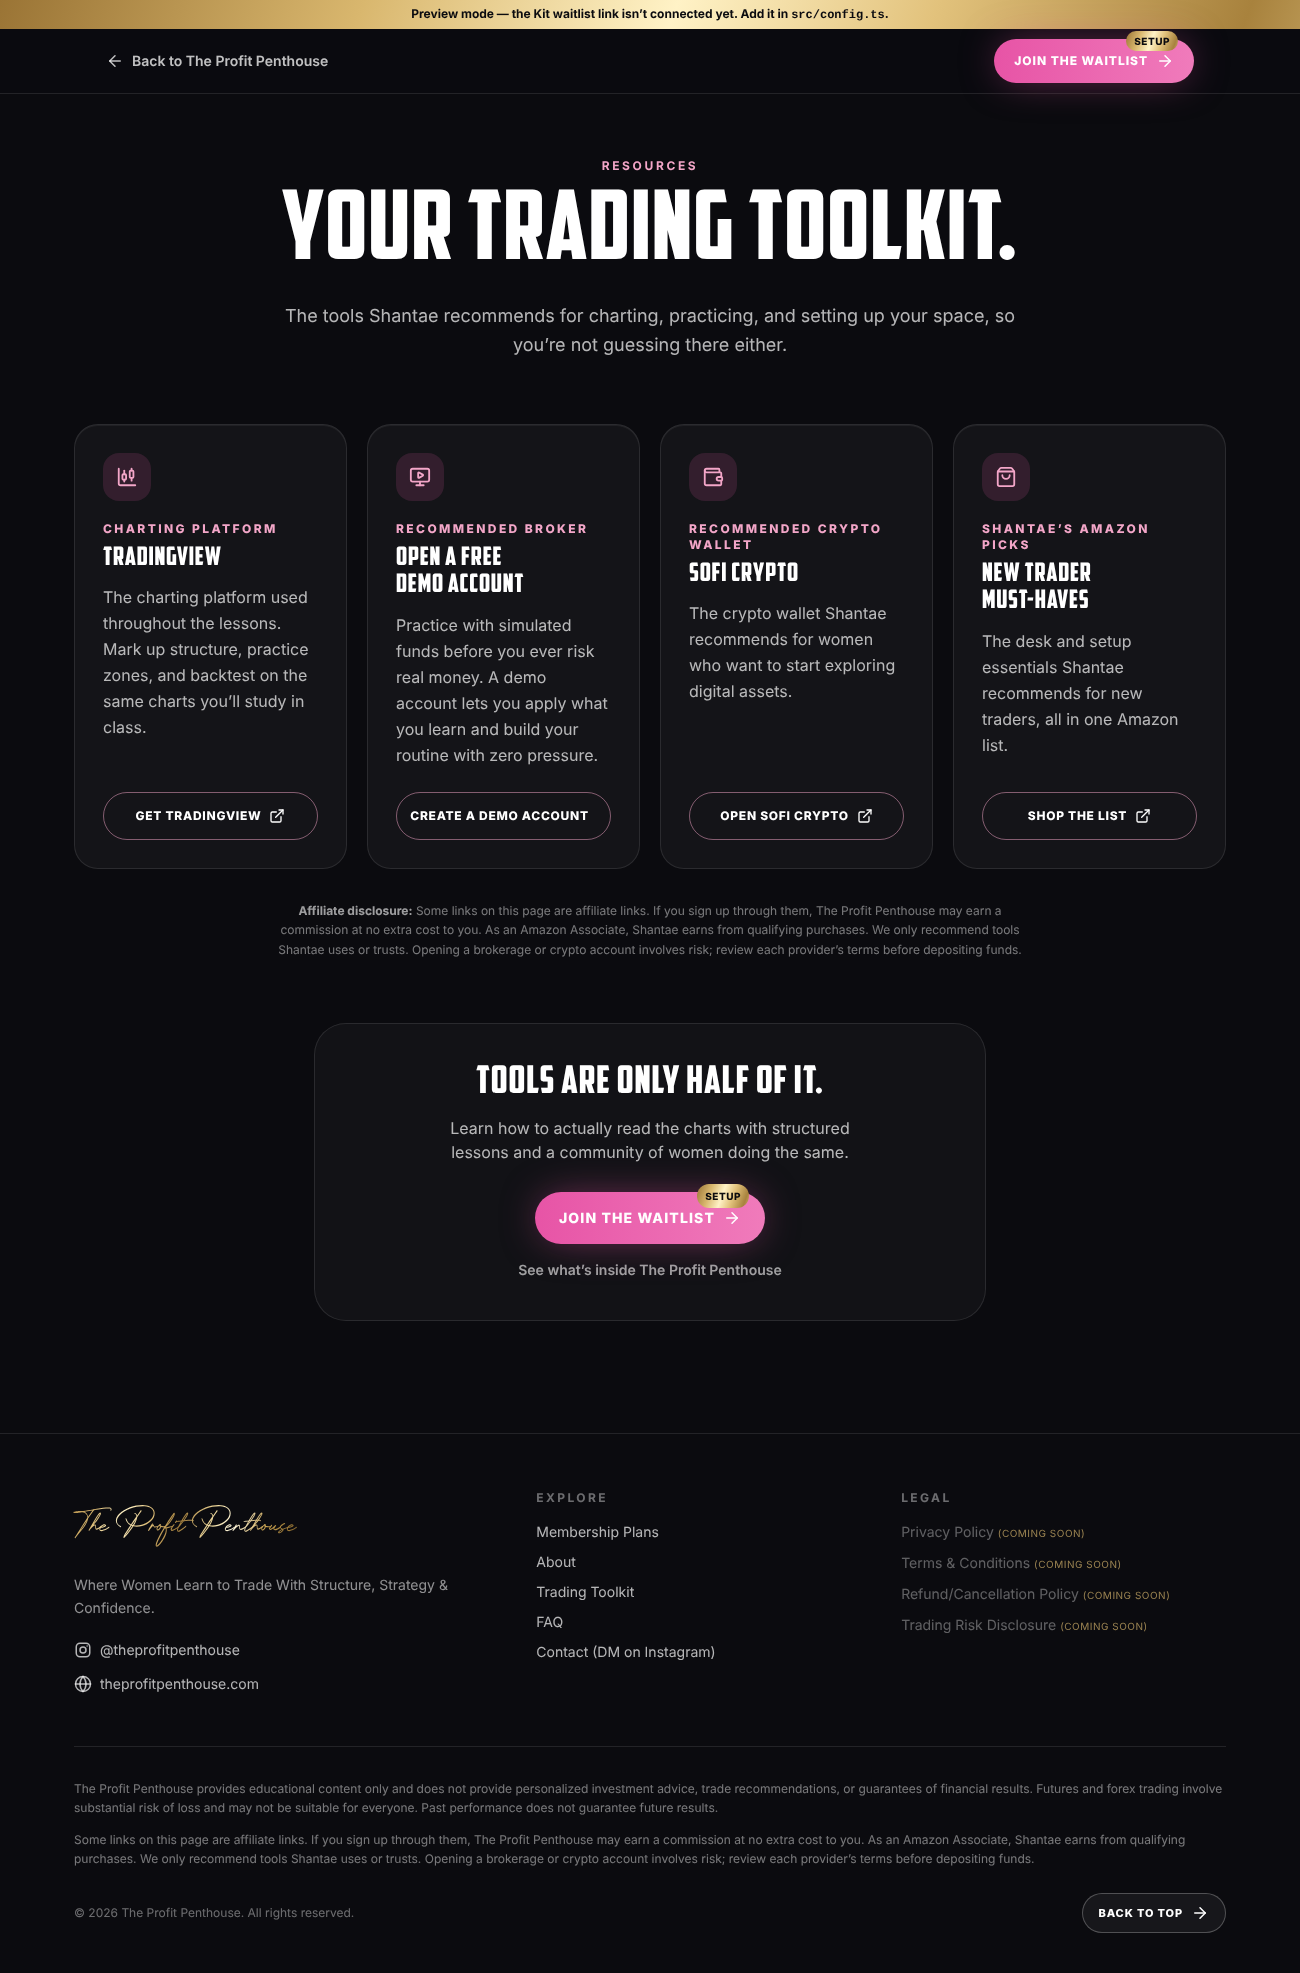 Preview mode — the Kit waitlist link isn’t connected yet. Add it in src/config.ts.
Back to The Profit Penthouse
JOIN THE WAITLIST
SETUP
RESOURCES
YOUR TRADING TOOLKIT.
The tools Shantae recommends for charting, practicing, and setting up your space, so
you’re not guessing there either.
CHARTING PLATFORM
TRADINGVIEW
The charting platform used
throughout the lessons.
Mark up structure, practice
zones, and backtest on the
same charts you’ll study in
class.
GET TRADINGVIEW
RECOMMENDED BROKER
OPEN A FREE
DEMO ACCOUNT
Practice with simulated
funds before you ever risk
real money. A demo
account lets you apply what
you learn and build your
routine with zero pressure.
CREATE A DEMO ACCOUNT
RECOMMENDED CRYPTO
WALLET
SOFI CRYPTO
The crypto wallet Shantae
recommends for women
who want to start exploring
digital assets.
OPEN SOFI CRYPTO
SHANTAE’S AMAZON
PICKS
NEW TRADER
MUST-HAVES
The desk and setup
essentials Shantae
recommends for new
traders, all in one Amazon
list.
SHOP THE LIST
Affiliate disclosure: Some links on this page are affiliate links. If you sign up through them, The Profit Penthouse may earn a
commission at no extra cost to you. As an Amazon Associate, Shantae earns from qualifying purchases. We only recommend tools
Shantae uses or trusts. Opening a brokerage or crypto account involves risk; review each provider’s terms before depositing funds.
TOOLS ARE ONLY HALF OF IT.
Learn how to actually read the charts with structured
lessons and a community of women doing the same.
SETUP
JOIN THE WAITLIST
See what’s inside The Profit Penthouse
The Profit Penthouse
Where Women Learn to Trade With Structure, Strategy &
Confidence.
@theprofitpenthouse
theprofitpenthouse.com
EXPLORE
Membership Plans
About
Trading Toolkit
FAQ
Contact (DM on Instagram)
LEGAL
Privacy Policy (COMING SOON)
Terms & Conditions (COMING SOON)
Refund/Cancellation Policy (COMING SOON)
Trading Risk Disclosure (COMING SOON)
The Profit Penthouse provides educational content only and does not provide personalized investment advice, trade recommendations, or guarantees of financial results. Futures and forex trading involve
substantial risk of loss and may not be suitable for everyone. Past performance does not guarantee future results.
Some links on this page are affiliate links. If you sign up through them, The Profit Penthouse may earn a commission at no extra cost to you. As an Amazon Associate, Shantae earns from qualifying
purchases. We only recommend tools Shantae uses or trusts. Opening a brokerage or crypto account involves risk; review each provider’s terms before depositing funds.
© 2026 The Profit Penthouse. All rights reserved.
BACK TO TOP